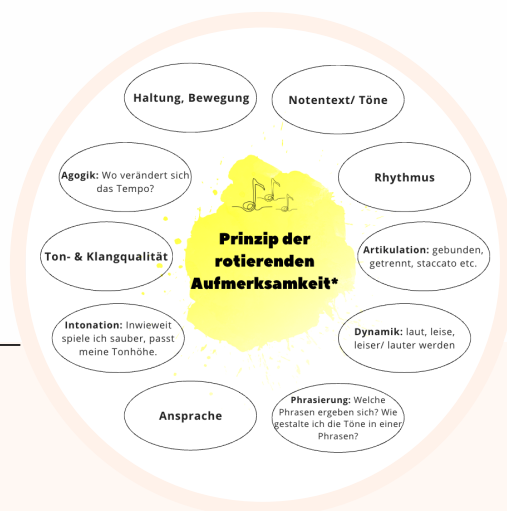 Haltung, Bewegung
Notentext/ Töne
Agogik: Wo verändert sich
das Tempo?
Rhythmus
Prinzip der
rotierenden
Aufmerksamkeit*
Ton- & Klangqualität
Artikulation: gebunden,
getrennt, staccato etc.
Intonation: Inwieweit
spiele ich sauber, passt
meine Tonhöhe.
Dynamik: laut, leise,
leiser/ lauter werden
Ansprache
Phrasierung: Welche
Phrasen ergeben sich? Wie
gestalte ich die Töne in einer
Phrasen?